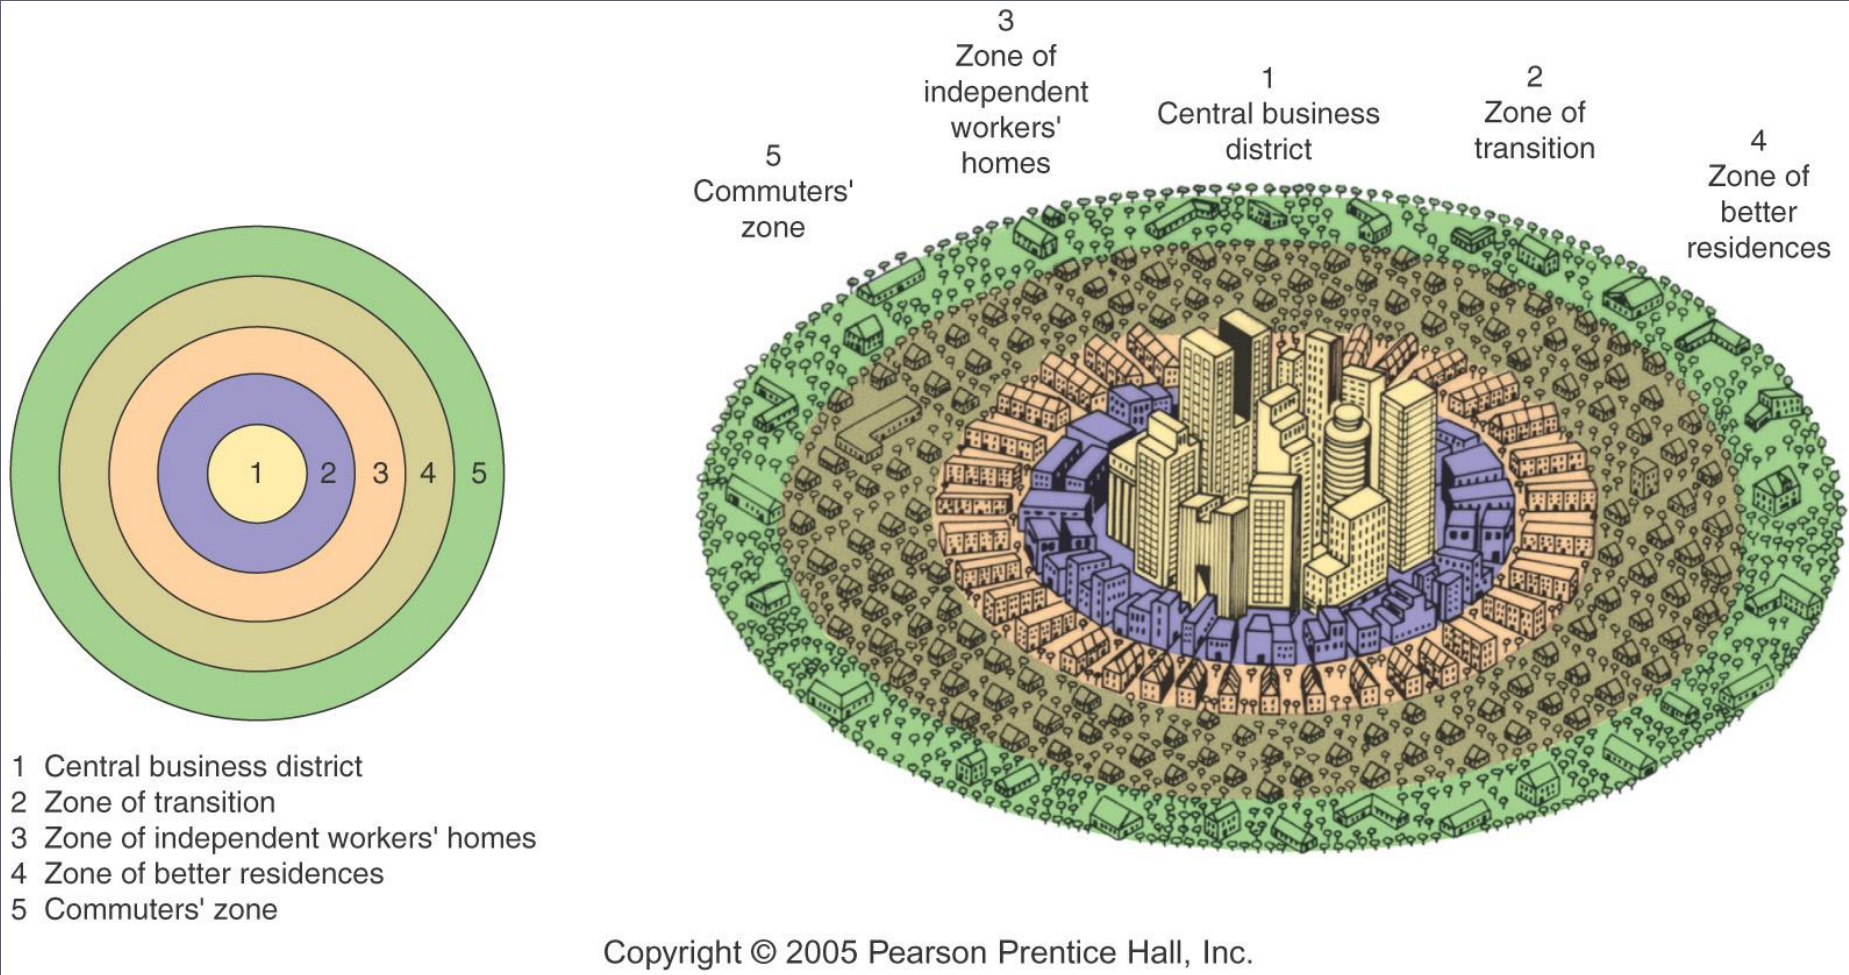 3
Zone of
independent
workers'
homes
1
Central business
district
2
Zone of
transition
4
Zone of
better
residences
5
Commuters'
zone
1 2 3 4 5
1 Central business district
2 Zone of transition
3 Zone of independent workers' homes
4 Zone of better residences
5 Commuters' zone
Copyright © 2005 Pearson Prentice Hall, Inc.